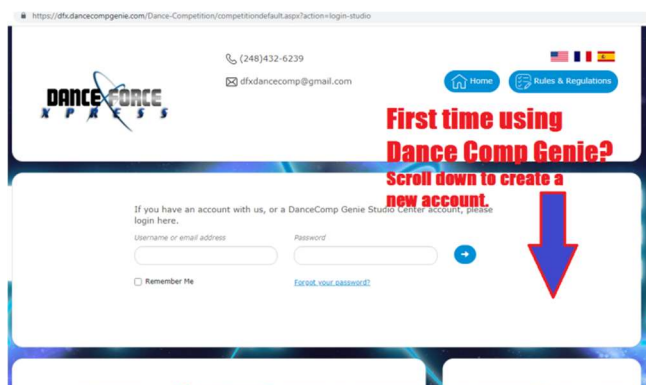 https://dfx.dancecompgenie.com/Dance-Competition/competitiondefault.aspx?action=login-studio
(248)432-6239
dfxdancecomp@gmail.com
Home
Rules & Regulations
DANCE FORCE
XPRESS
First time using
Dance Comp Genie?
Scroll down to create a
new account.
If you have an account with us, or a DanceComp Genie Studio Center account, please
login here.
Username or email address
Password
Remember Me
Forgot your password?